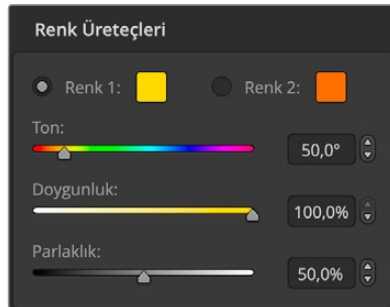 Renk Üreteçleri
Renk 1: Renk 2:
Ton:
50,0°
Doygunluk:
100,0%
Parlaklık:
50,0%